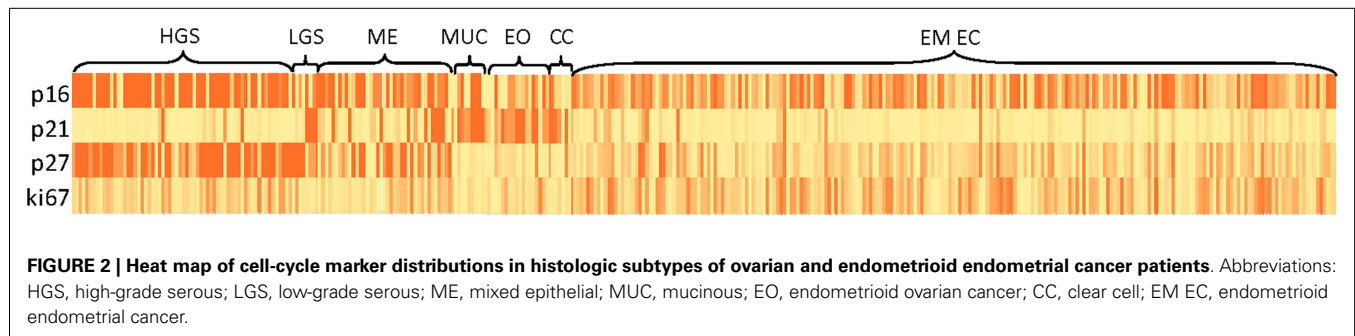 HGS LGS ME MUC EO CC EM EC
p16
p21
p27
ki67
FIGURE 2 | Heat map of cell-cycle marker distributions in histologic subtypes of ovarian and endometrioid endometrial cancer patients. Abbreviations:
HGS, high-grade serous; LGS, low-grade serous; ME, mixed epithelial; MUC, mucinous; EO, endometrioid ovarian cancer; CC, clear cell; EM EC, endometrioid
endometrial cancer.